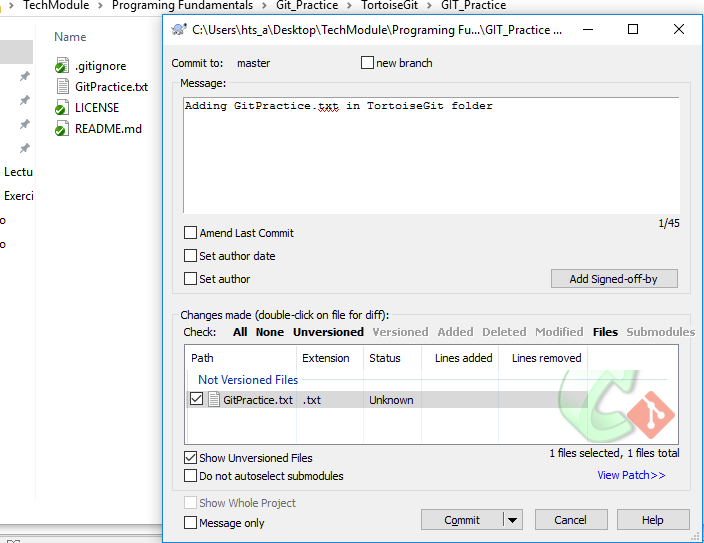 TechModule > Programing Fundamentals > Git_Practice > TortoiseGit > GIT_Practice
Name
.gitignore
GitPractice.txt
LICENSE
README.md
Lectu
Exerci
o
o
C:\Users\hts_a\Desktop\TechModule\Programing Fu...\GIT_Practice ...
Commit to: master
new branch
Message:
Adding GitPractice.txt in TortoiseGit folder
1/45
Amend Last Commit
Set author date
Set author
Add Signed-off-by
Changes made (double-click on file for diff):
Check: All None Unversioned Versioned Added Deleted Modified Files Submodules
Path Extension Status Lines added Lines removed
Not Versioned Files
GitPractice.txt .txt Unknown
Show Unversioned Files
1 files selected, 1 files total
Do not autoselect submodules
View Patch>>
Show Whole Project
Message only
Commit Cancel Help